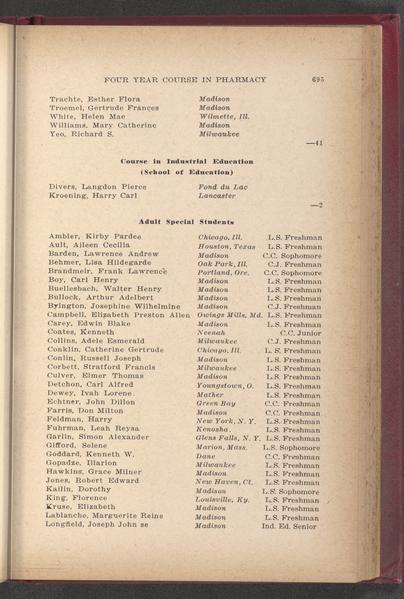 FOUR YEAR COURSE IN PHARMACY 695
Trachte, Esther Flora Madison
Troemel, Gertrude Frances Madison
White, Helen Mae Wilmette, Ill.
Williams, Mary Catherine Madison
Yeo, Richard S. Milwaukee
—41
Course in Industrial Education
(School of Education)
Divers, Langdon Pierce Fond du Lac
Kroening, Harry Carl Lancaster
—2
Adult Special Students
Ambler, Kirby Pardee Chicago, Ill. L.S. Freshman
Ault, Aileen Cecilia Houston, Texas L.S. Freshman
Barden, Lawrence Andrew Madison C.C. Sophomore
Behmer, Lisa Hildegarde Oak Park, Ill. C.J. Freshman
Brandmeir, Frank Lawrence Portland, Ore. C.C. Sophomore
Boy, Carl Henry Madison L.S. Freshman
Buellesbach, Walter Henry Madison L.S. Freshman
Bullock, Arthur Adelbert Madison L.S. Freshman
Byington, Josephine Wilhelmine Madison C.J. Freshman
Campbell, Elizabeth Preston Allen Owings Mills, Md. L.S. Freshman
Carey, Edwin Blake Madison L.S. Freshman
Coates, Kenneth Neenah C.C. Junior
Collins, Adele Esmerald Milwaukee C.J. Freshman
Conklin, Catherine Gertrude Chicago, Ill. L.S. Freshman
Conlin, Russell Joseph Madison L.S. Freshman
Corbett, Stratford Francis Milwaukee L.S. Freshman
Culver, Elmer Thomas Madison L.S. Freshman
Detchon, Carl Alfred Youngstown, O. L.S. Freshman
Dewey, Ivah Lorene Mather L.S. Freshman
Echtner, John Dillon Green Bay C.C. Freshman
Farris, Don Milton Madison C.C. Freshman
Feldman, Harry New York, N. Y. L.S. Freshman
Fuhrman, Leah Reysa Kenosha. L.S. Freshman
Garlin, Simon Alexander Glens Falls, N. Y. L.S. Freshman
Gifford, Selene Marion, Mass. L.S. Sophomore
Goddard, Kenneth W. Dane C.C. Freshman
Gopadze, Illarion Milwaukee L.S. Freshman
Hawkins, Grace Milner Madison L.S. Freshman
Jones, Robert Edward New Haven, Ct. L.S. Freshman
Kailin, Dorothy Madison L.S. Sophomore
King, Florence Louisville, Ky. L.S. Freshman
Kruse, Elizabeth Madison L.S. Freshman
Lablanche, Marguerite Reine Madison L.S. Freshman
Longfield, Joseph John se Madison Ind. Ed. Senior